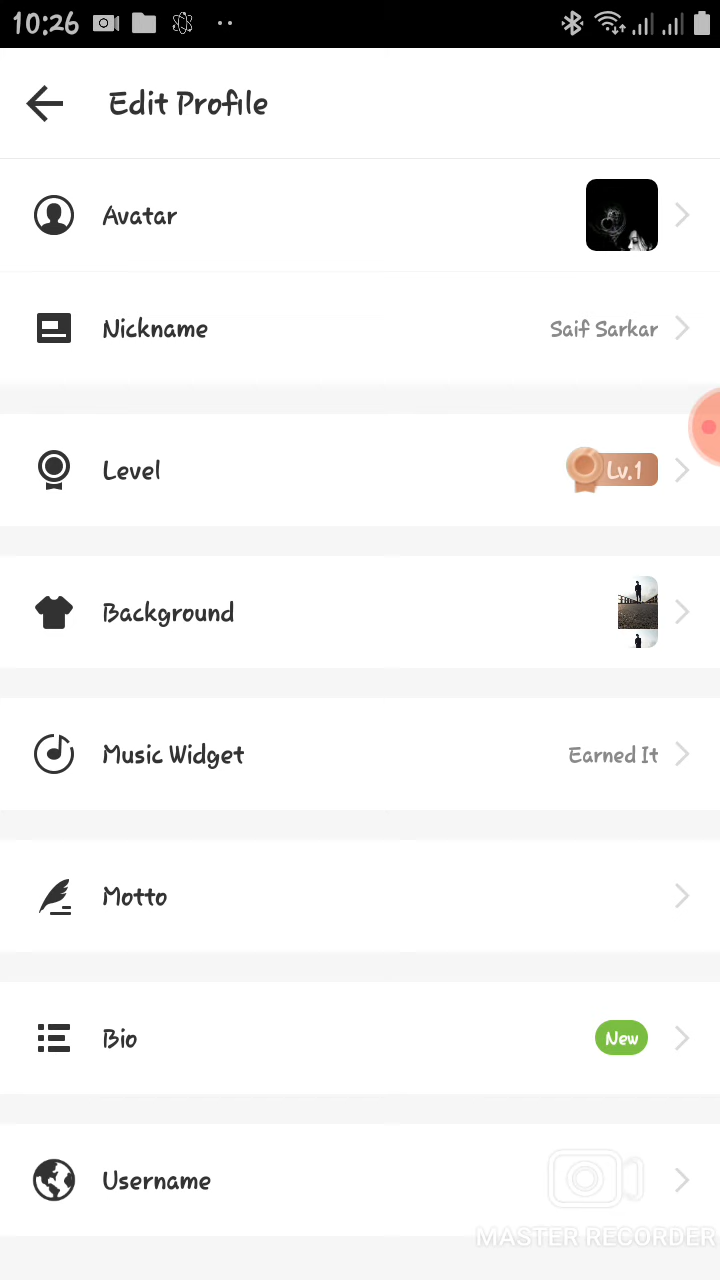 10:26
Edit Profile
Avatar
Nickname Saif Sarkar
Level Lv.1
Background
Music Widget Earned It
Motto
Bio New
Username
MASTER RECORDER